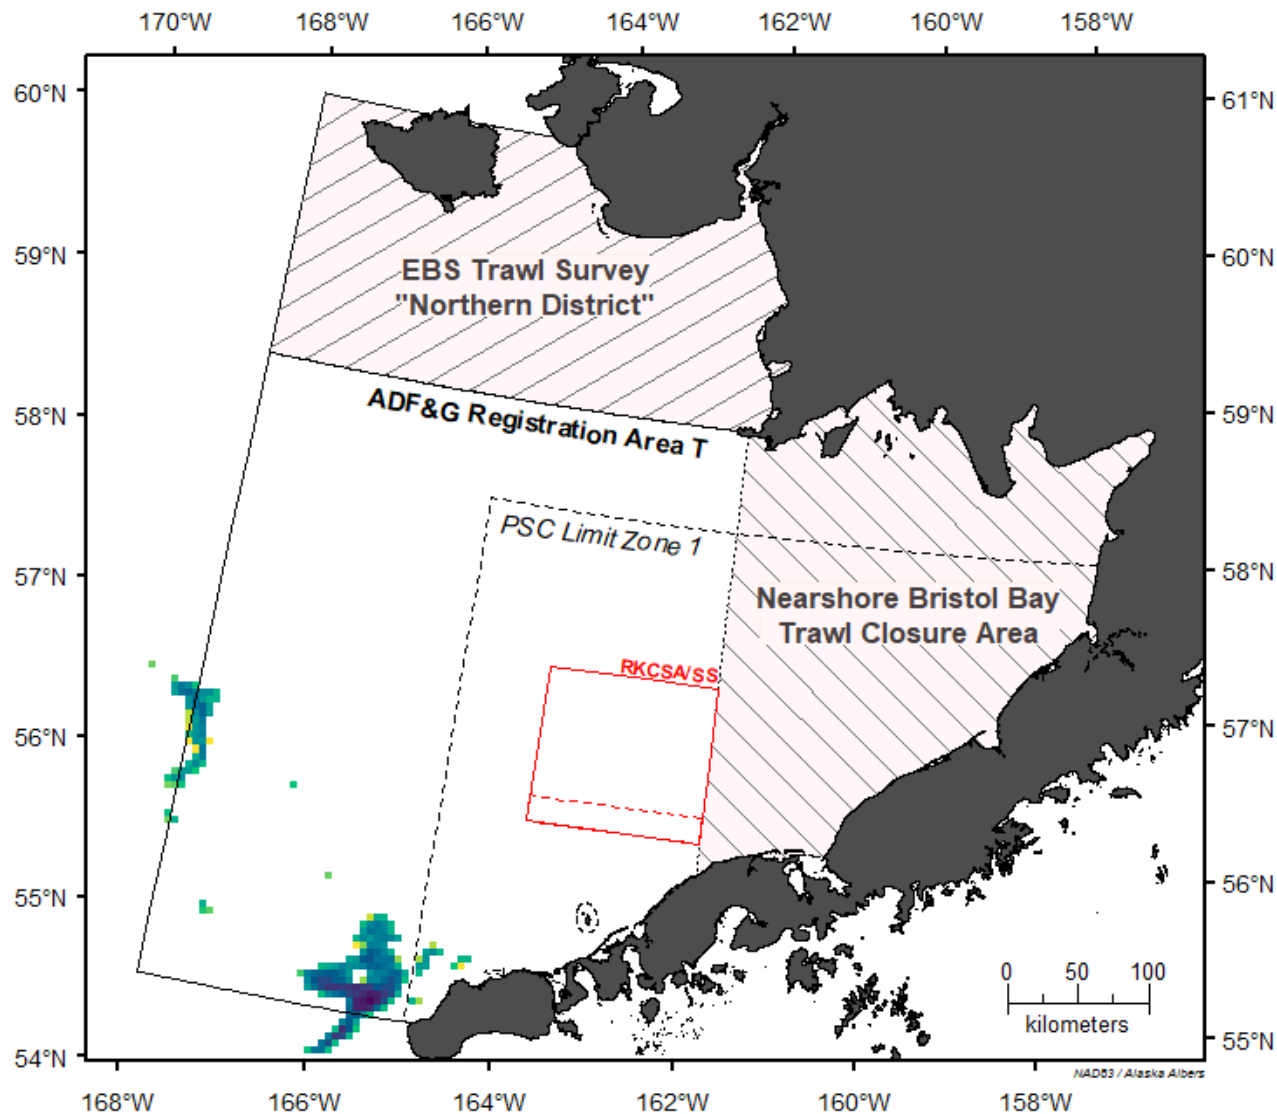 170°W 168°W 166°W 164°W 162°W 160°W 158°W
60°N
61°N
59°N
60°N
EBS Trawl Survey
"Northern District"
58°N
59°N
ADF&G Registration Area T
PSC Limit Zone 1
57°N
58°N
Nearshore Bristol Bay
Trawl Closure Area
RKCSA/SS
56°N
57°N
55°N
56°N
0 50 100
kilometers
54°N
55°N
NAD83 / Alaska Albers
168°W 166°W 164°W 162°W 160°W 158°W